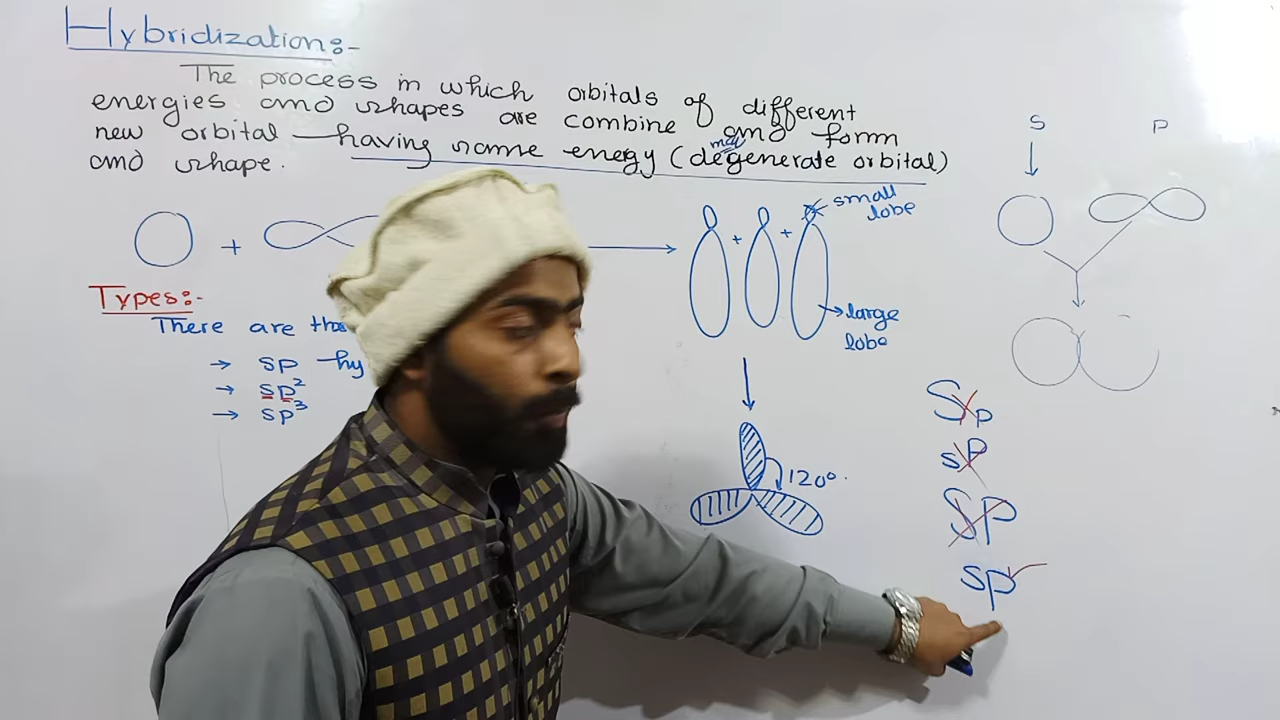 Hybridization:-
The process in which orbitals of different
energies and shapes are combine and form
new orbital having same energy (degenerate orbital)
and shape.
+
+ +
small
lobe
large
lobe
120°
Types:-
There are
→ sp hy
→ sp²
→ sp³
s p
Sp
sP
SP
sp